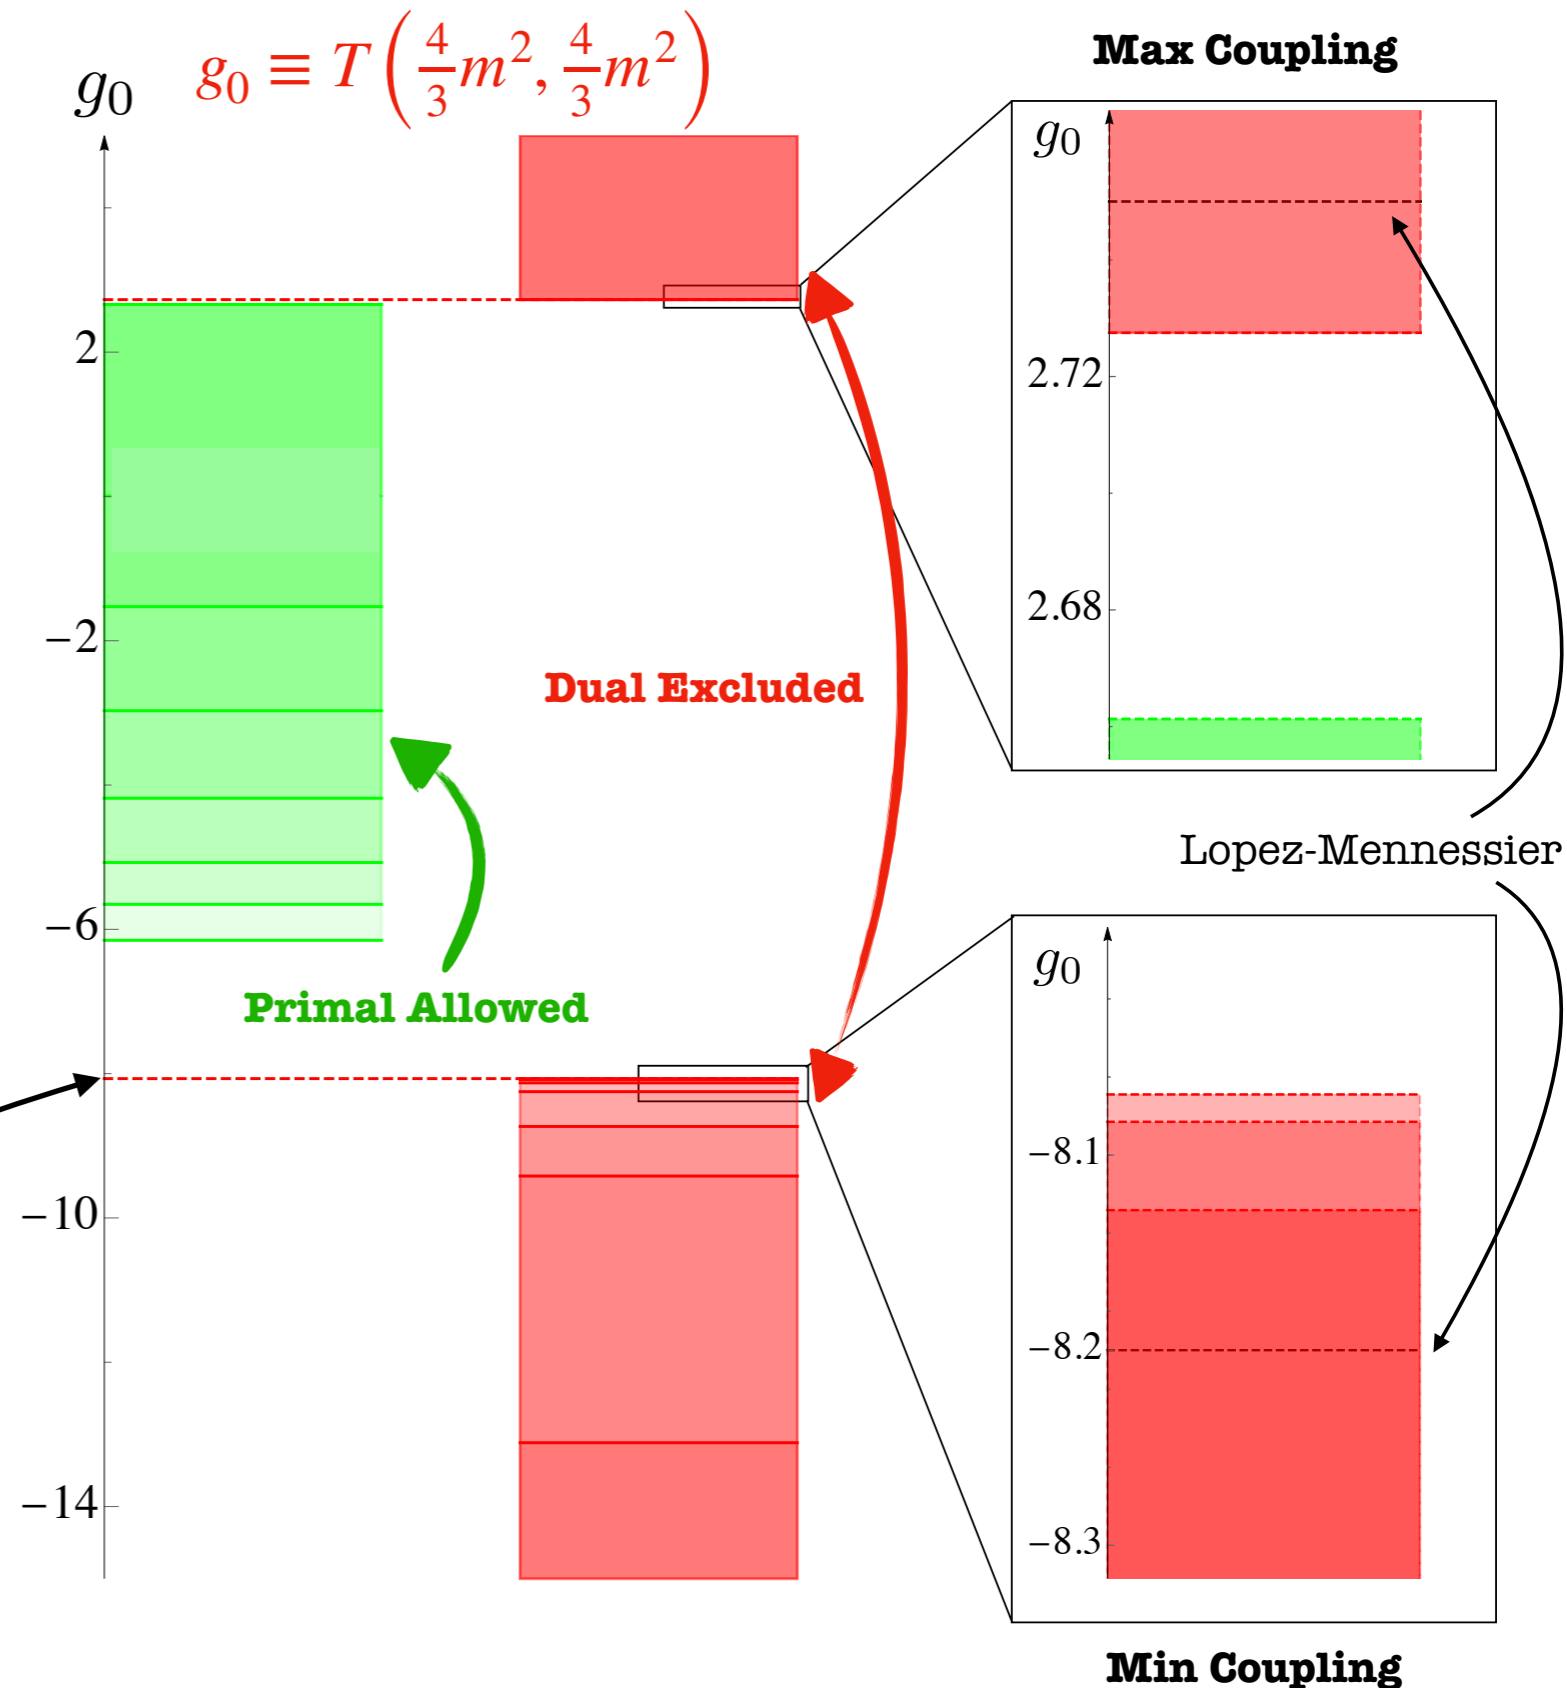 g₀ ≡ T(4/3 m², 4/3 m²)
g₀
2
−2
−6
−10
−14
Dual Excluded
Primal Allowed
Max Coupling
g₀
2.72
2.68
Lopez-Mennessier
g₀
−8.1
−8.2
−8.3
Min Coupling